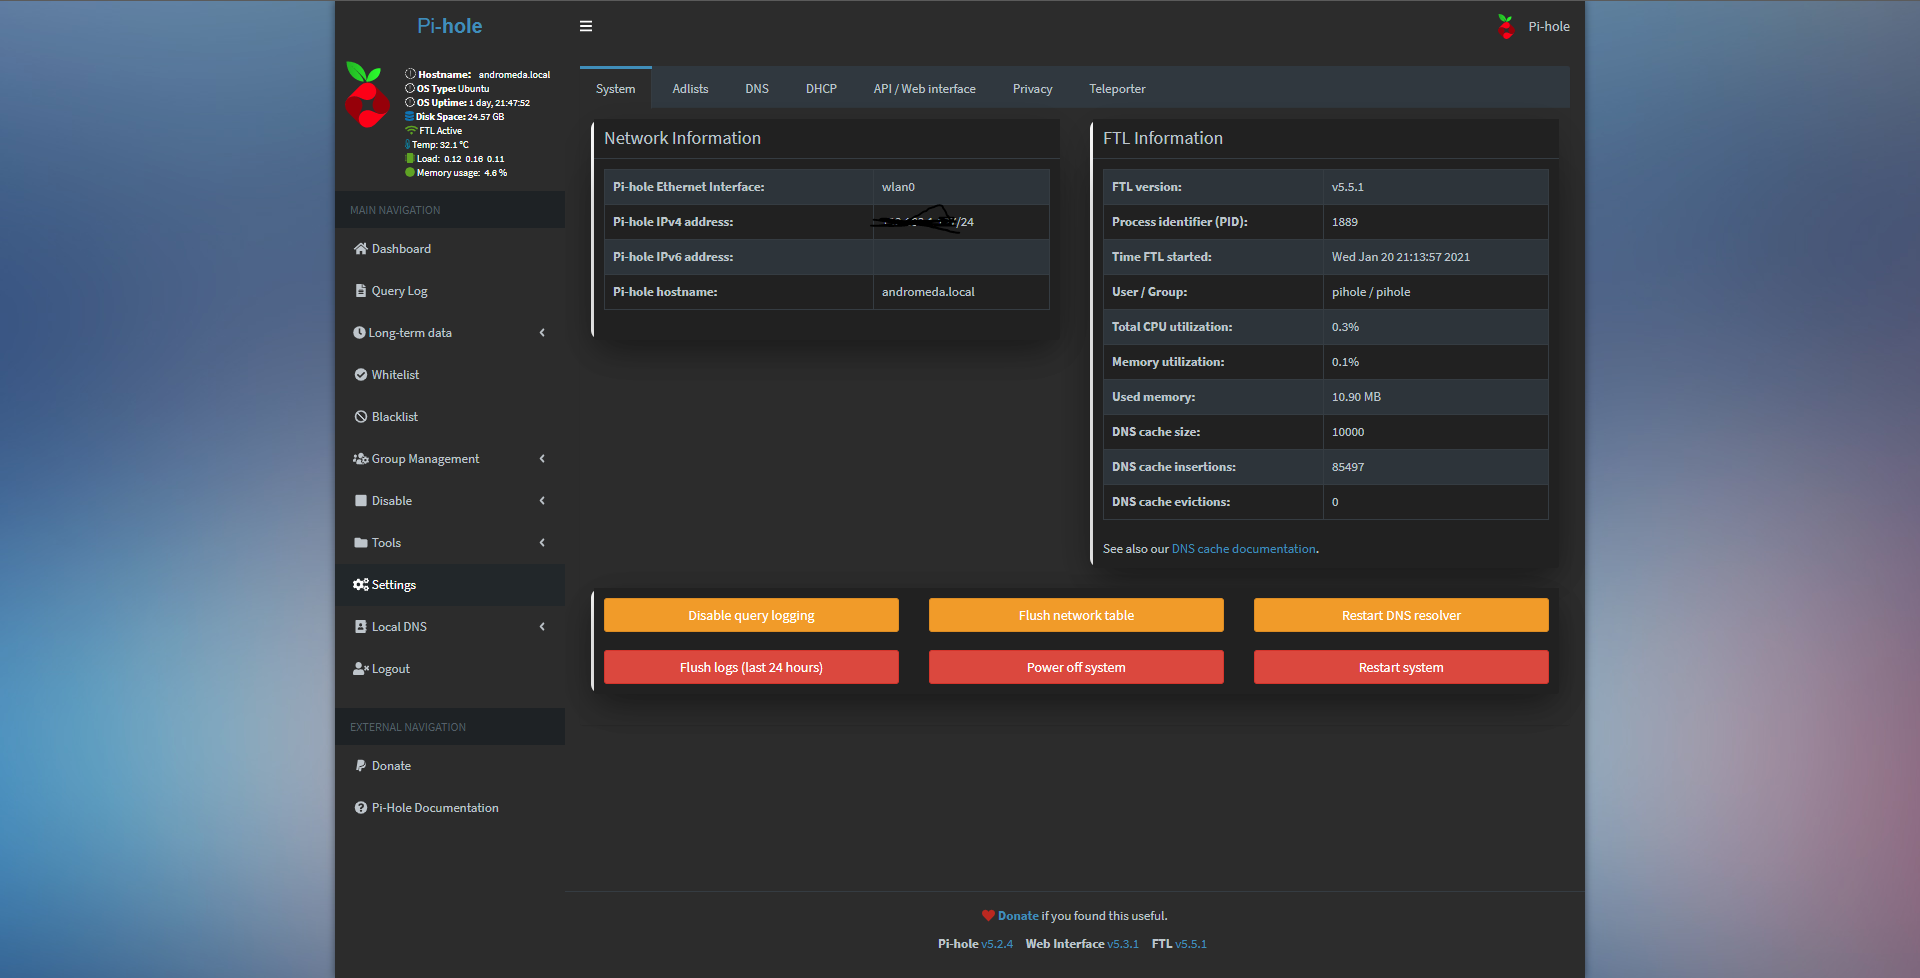 Pi-hole
Pi-hole
Hostname: andromeda.local
OS Type: Ubuntu
OS Uptime: 1 day, 21:47:52
Disk Space: 24.57 GB
FTL Active
Temp: 32.1 °C
Load: 0.12 0.16 0.11
Memory usage: 4.6 %
MAIN NAVIGATION
Dashboard
Query Log
Long-term data
Whitelist
Blacklist
Group Management
Disable
Tools
Settings
Local DNS
Logout
EXTERNAL NAVIGATION
Donate
Pi-Hole Documentation
System Adlists DNS DHCP API / Web interface Privacy Teleporter
Network Information
Pi-hole Ethernet Interface: wlan0
Pi-hole IPv4 address: /24
Pi-hole IPv6 address:
Pi-hole hostname: andromeda.local
FTL Information
FTL version: v5.5.1
Process identifier (PID): 1889
Time FTL started: Wed Jan 20 21:13:57 2021
User / Group: pihole / pihole
Total CPU utilization: 0.3%
Memory utilization: 0.1%
Used memory: 10.90 MB
DNS cache size: 10000
DNS cache insertions: 85497
DNS cache evictions: 0
See also our DNS cache documentation.
Disable query logging Flush network table Restart DNS resolver
Flush logs (last 24 hours) Power off system Restart system
Donate if you found this useful.
Pi-hole v5.2.4 Web Interface v5.3.1 FTL v5.5.1